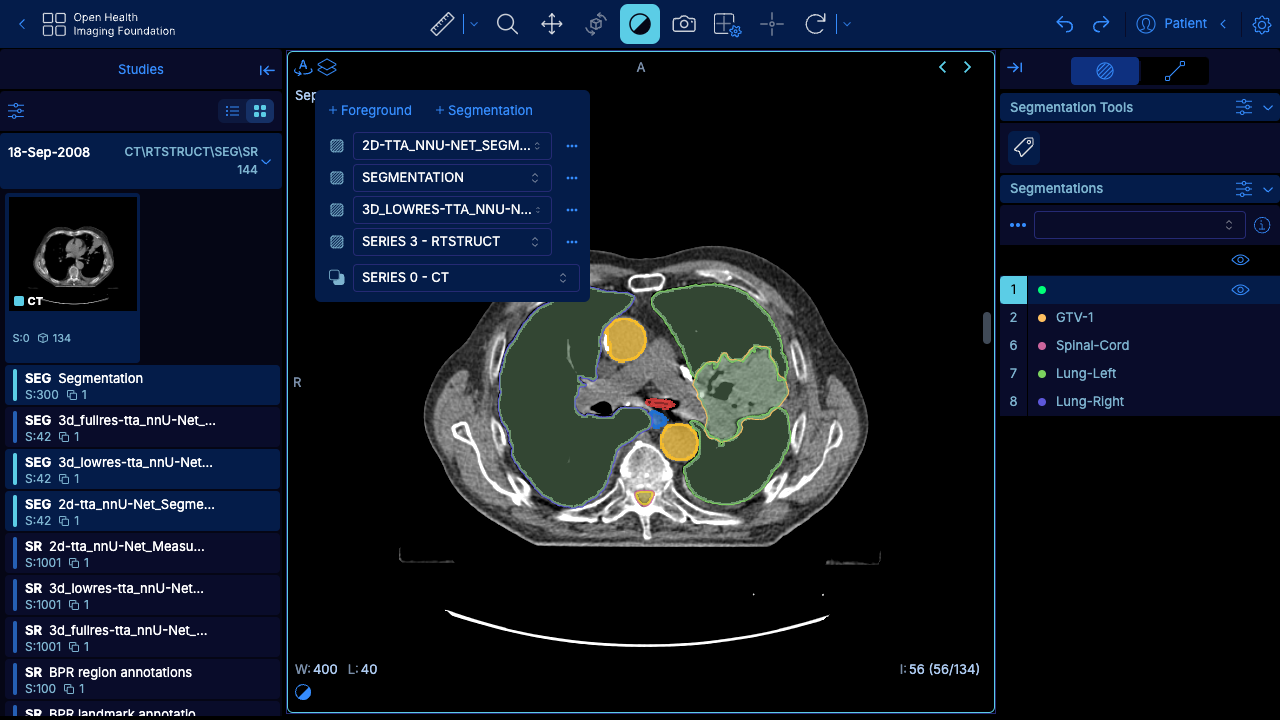 Open Health
Imaging Foundation
Patient
Studies
A
18-Sep-2008
CT\RTSTRUCT\SEG\SR
144
CT
S:0 134
SEG Segmentation
S:300 1
SEG 3d_fullres-tta_nnU-Net_...
S:42 1
SEG 3d_lowres-tta_nnU-Net...
S:42 1
SEG 2d-tta_nnU-Net_Segme...
S:42 1
SR 2d-tta_nnU-Net_Measu...
S:1001 1
SR 3d_lowres-tta_nnU-Net...
S:1001 1
SR 3d_fullres-tta_nnU-Net_...
S:1001 1
SR BPR region annotations
S:100 1
SR BPR landmark annotatio
A
Sep
+ Foreground + Segmentation
2D-TTA_NNU-NET_SEGM...
SEGMENTATION
3D_LOWRES-TTA_NNU-N...
SERIES 3 - RTSTRUCT
SERIES 0 - CT
R
W: 400 L: 40
I: 56 (56/134)
Segmentation Tools
Segmentations
1
2 GTV-1
6 Spinal-Cord
7 Lung-Left
8 Lung-Right